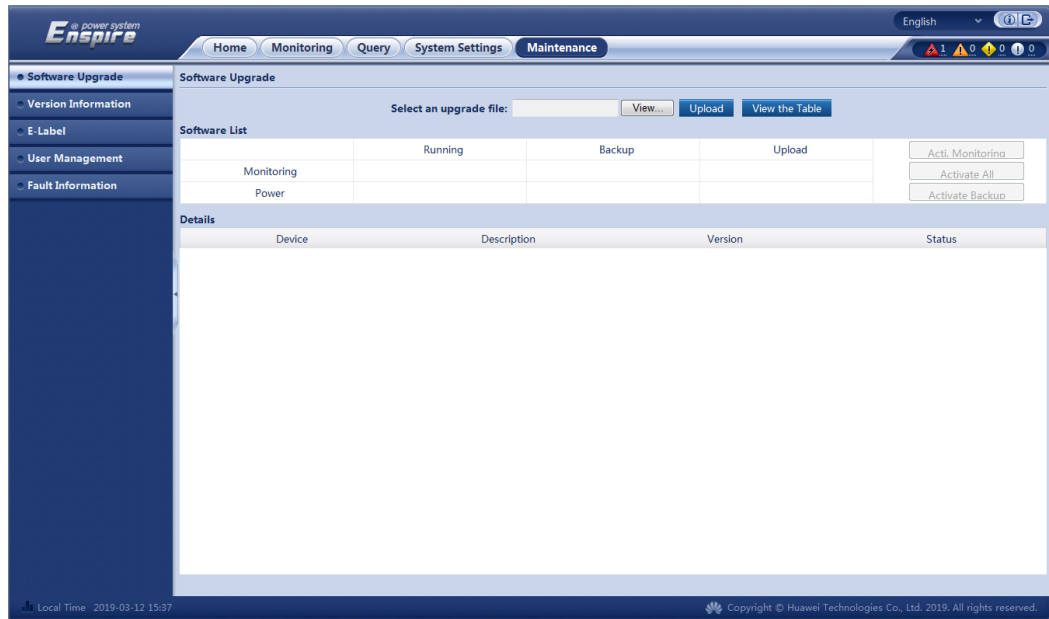 @ power system
Enspire
English
Home Monitoring Query System Settings Maintenance
1 0 0 0
Software Upgrade
Version Information
E-Label
User Management
Fault Information
Software Upgrade
Select an upgrade file: View... Upload View the Table
Software List
Running Backup Upload Acti. Monitoring
Monitoring Activate All
Power Activate Backup
Details
Device Description Version Status
Local Time 2019-03-12 15:37
Copyright © Huawei Technologies Co., Ltd. 2019. All rights reserved.